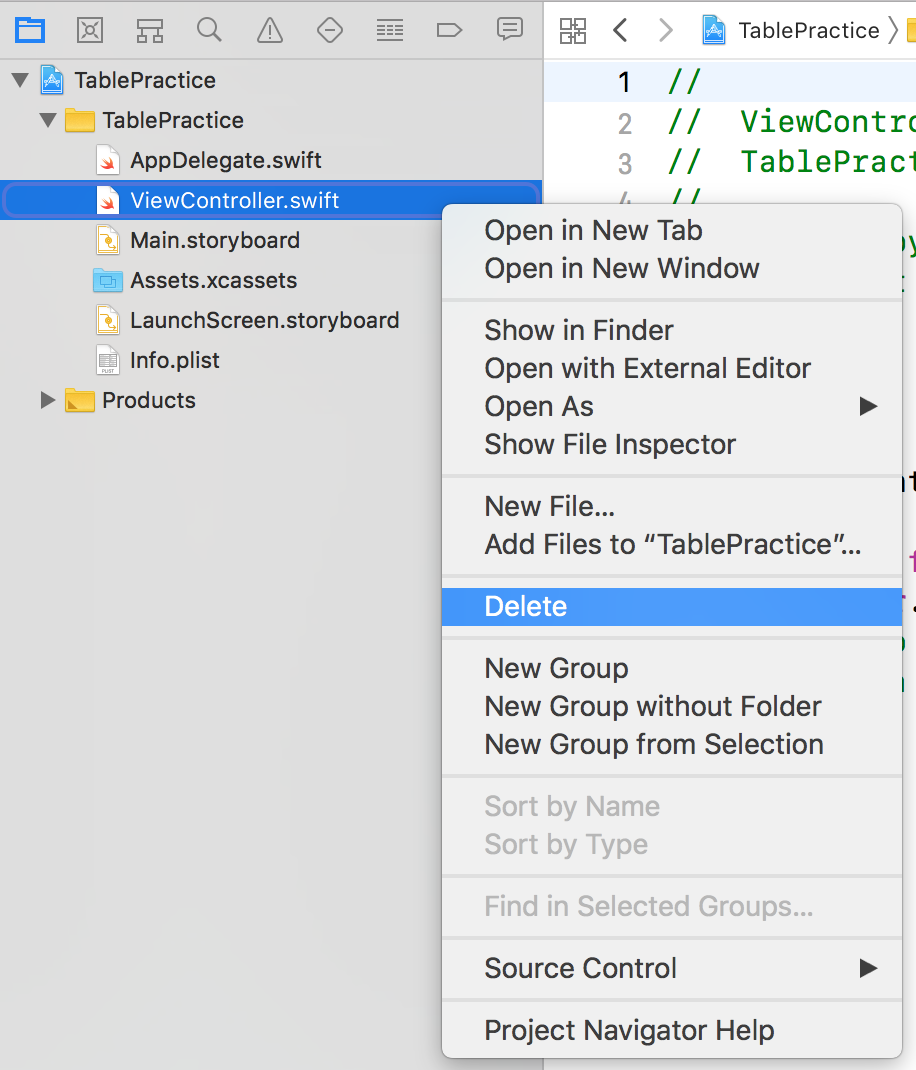 TablePractice
TablePractice
TablePractice
AppDelegate.swift
ViewController.swift
Main.storyboard
Assets.xcassets
LaunchScreen.storyboard
Info.plist
Products
1 //
2 // ViewContro
3 // TablePract
4 //
Open in New Tab
Open in New Window
Show in Finder
Open with External Editor
Open As
Show File Inspector
New File...
Add Files to “TablePractice”...
Delete
New Group
New Group without Folder
New Group from Selection
Sort by Name
Sort by Type
Find in Selected Groups...
Source Control
Project Navigator Help